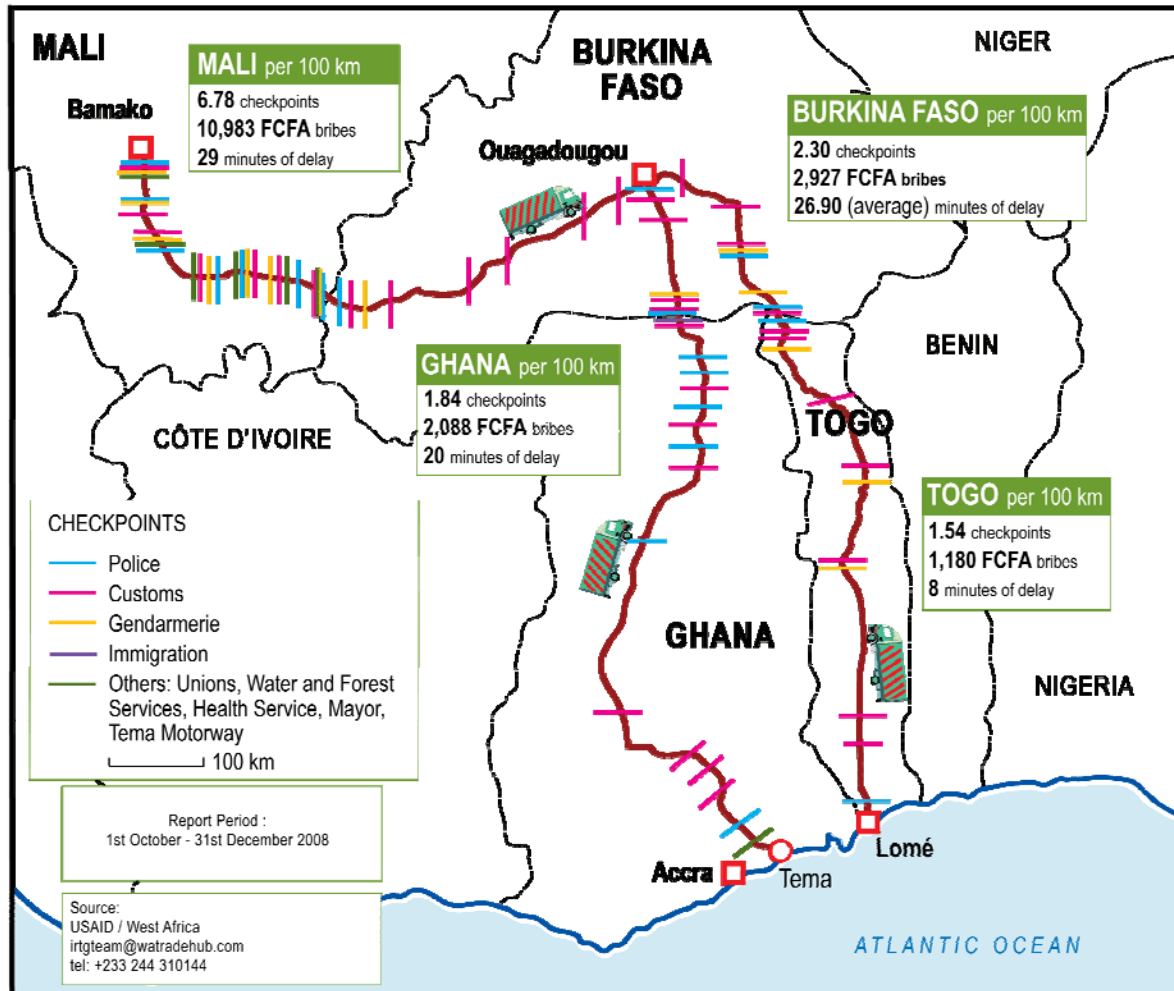 MALI
BURKINA
FASO
NIGER
MALI per 100 km
6.78 checkpoints
10,983 FCFA bribes
29 minutes of delay
Bamako
Ouagadougou
BURKINA FASO per 100 km
2.30 checkpoints
2,927 FCFA bribes
26.90 (average) minutes of delay
BENIN
GHANA per 100 km
1.84 checkpoints
2,088 FCFA bribes
20 minutes of delay
CÔTE D'IVOIRE
TOGO
TOGO per 100 km
1.54 checkpoints
1,180 FCFA bribes
8 minutes of delay
CHECKPOINTS
Police
Customs
Gendarmerie
Immigration
Others: Unions, Water and Forest
Services, Health Service, Mayor,
Tema Motorway
100 km
GHANA
NIGERIA
Report Period :
1st October - 31st December 2008
Accra
Tema
Lomé
Source:
USAID / West Africa
irtgteam@watradehub.com
tel: +233 244 310144
ATLANTIC OCEAN